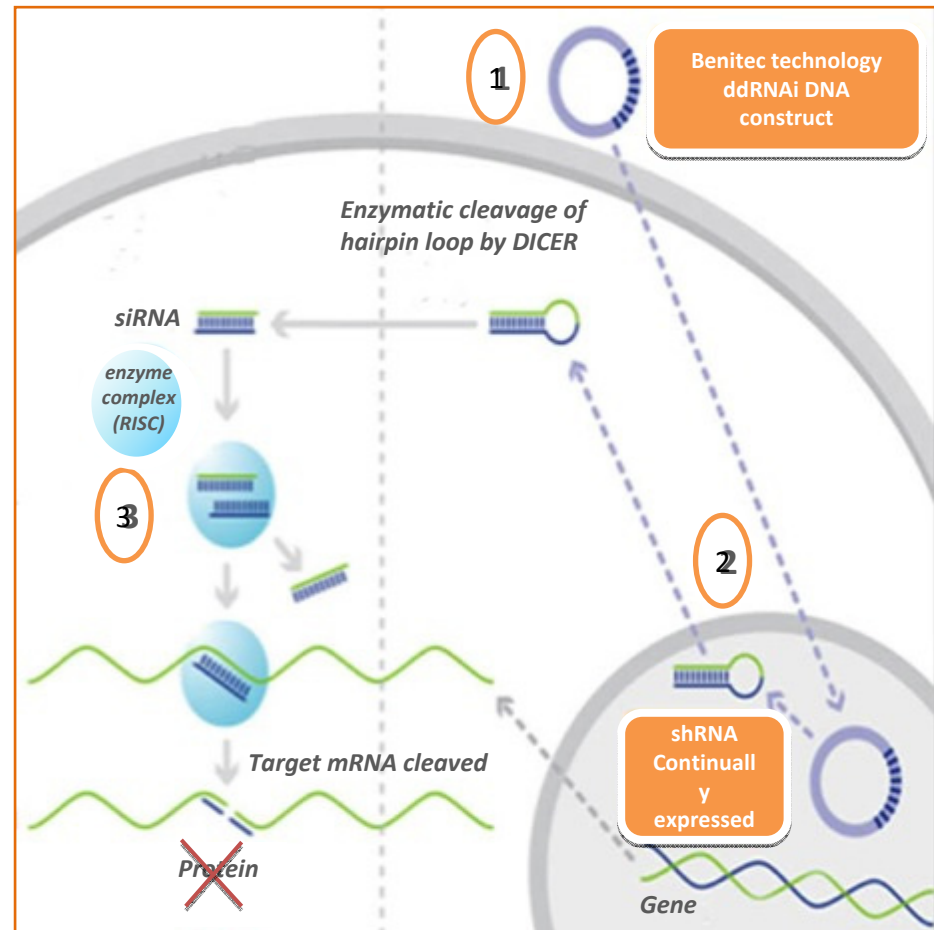 1
Benitec technology
ddRNAi DNA
construct
Enzymatic cleavage of
hairpin loop by DICER
siRNA
enzyme
complex
(RISC)
3
2
shRNA
Continuall
y
expressed
Target mRNA cleaved
Protein
Gene